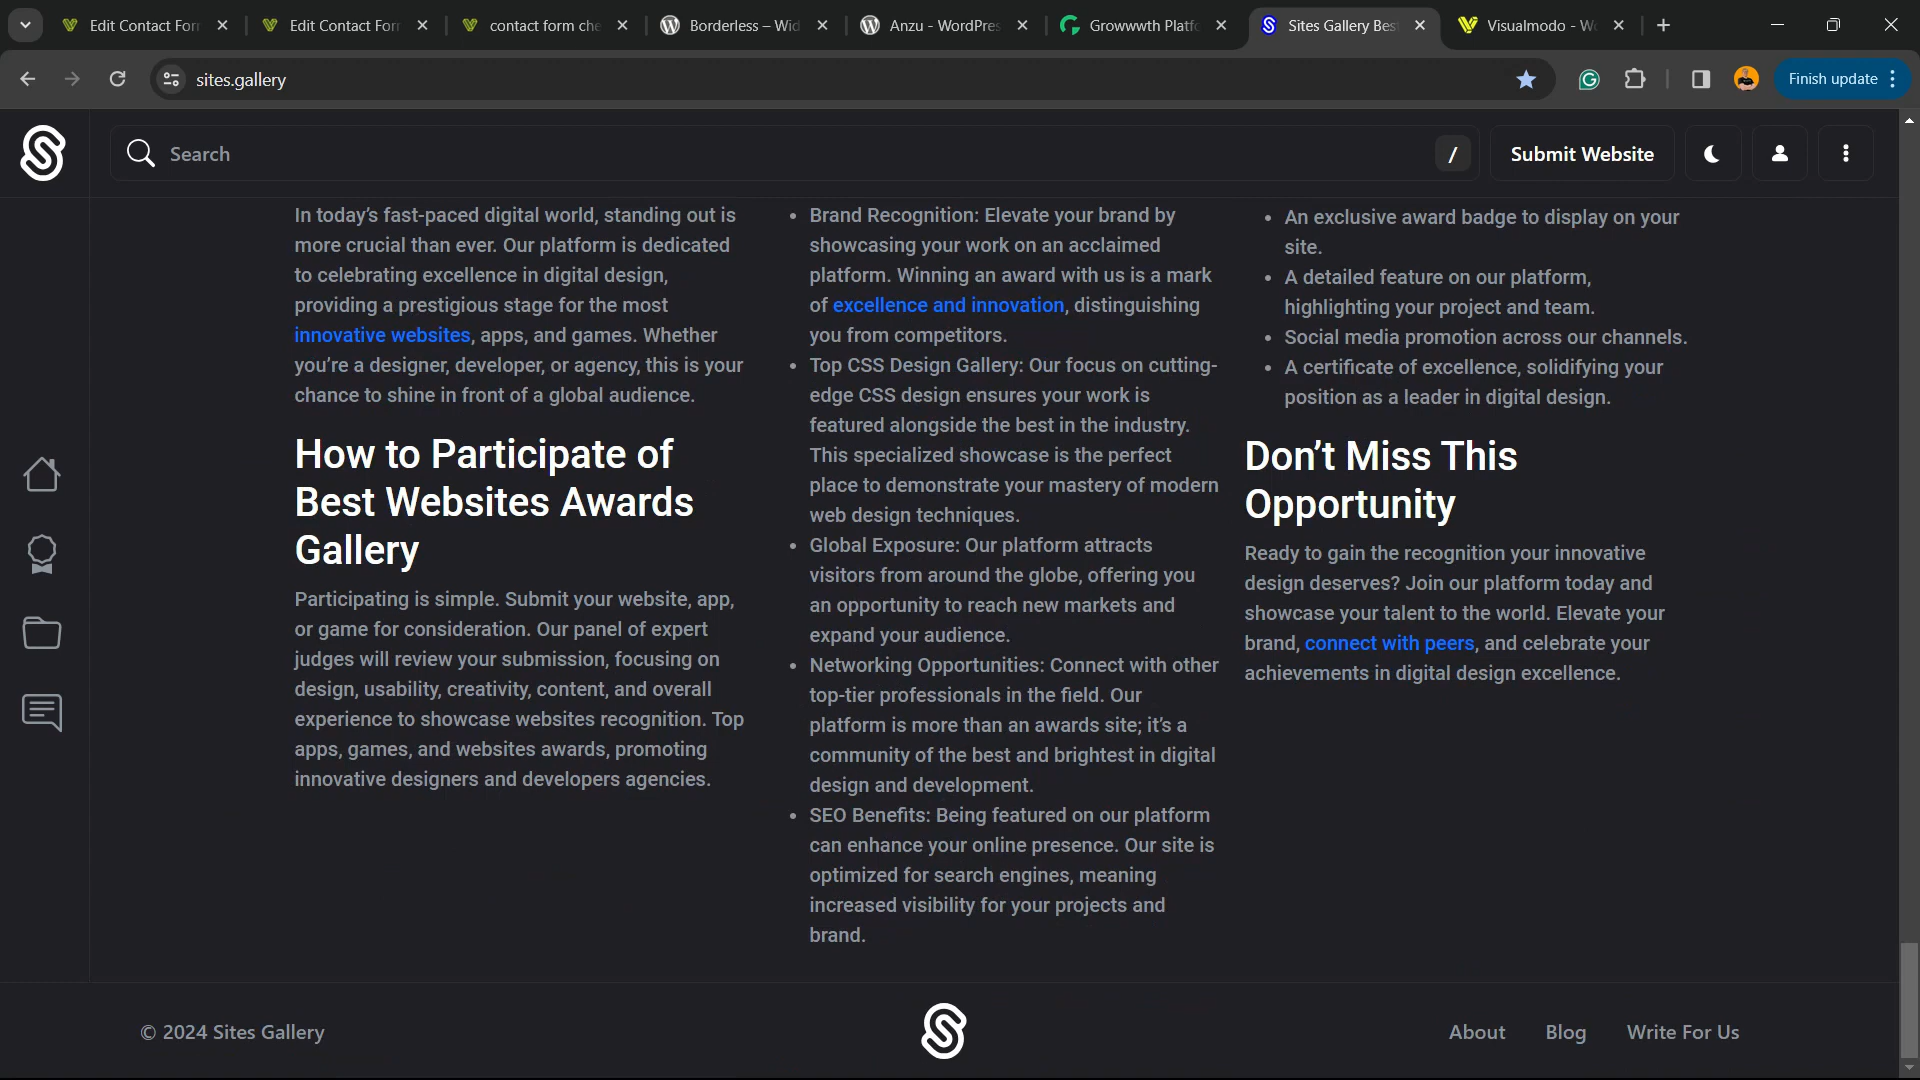 Edit Contact For
Edit Contact For
contact form che
Borderless – Wid
Anzu - WordPres
Growwwth Platfo
Sites Gallery Bes
Visualmodo - Wo
sites.gallery
Finish update
Search
/
Submit Website
In today's fast-paced digital world, standing out is
more crucial than ever. Our platform is dedicated
to celebrating excellence in digital design,
providing a prestigious stage for the most
innovative websites, apps, and games. Whether
you're a designer, developer, or agency, this is your
chance to shine in front of a global audience.
How to Participate of
Best Websites Awards
Gallery
Participating is simple. Submit your website, app,
or game for consideration. Our panel of expert
judges will review your submission, focusing on
design, usability, creativity, content, and overall
experience to showcase websites recognition. Top
apps, games, and websites awards, promoting
innovative designers and developers agencies.
• Brand Recognition: Elevate your brand by
showcasing your work on an acclaimed
platform. Winning an award with us is a mark
of excellence and innovation, distinguishing
you from competitors.
• Top CSS Design Gallery: Our focus on cutting-
edge CSS design ensures your work is
featured alongside the best in the industry.
This specialized showcase is the perfect
place to demonstrate your mastery of modern
web design techniques.
• Global Exposure: Our platform attracts
visitors from around the globe, offering you
an opportunity to reach new markets and
expand your audience.
• Networking Opportunities: Connect with other
top-tier professionals in the field. Our
platform is more than an awards site; it's a
community of the best and brightest in digital
design and development.
• SEO Benefits: Being featured on our platform
can enhance your online presence. Our site is
optimized for search engines, meaning
increased visibility for your projects and
brand.
• An exclusive award badge to display on your
site.
• A detailed feature on our platform,
highlighting your project and team.
• Social media promotion across our channels.
• A certificate of excellence, solidifying your
position as a leader in digital design.
Don't Miss This
Opportunity
Ready to gain the recognition your innovative
design deserves? Join our platform today and
showcase your talent to the world. Elevate your
brand, connect with peers, and celebrate your
achievements in digital design excellence.
© 2024 Sites Gallery
About
Blog
Write For Us